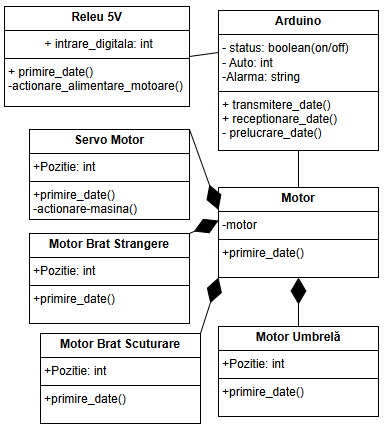 Releu 5V
+ intrare_digitala: int
+ primire_date()
-actionare_alimentare_motoare()
Arduino
- status: boolean(on/off)
- Auto: int
-Alarma: string
+ transmitere_date()
+ receptionare_date()
- prelucrare_date()
Servo Motor
+Pozitie: int
+primire_date()
-actionare-masina()
Motor
-motor
+primire_date()
Motor Brat Strangere
+Pozitie: int
+primire_date()
Motor Brat Scuturare
+Pozitie: int
+primire_date()
Motor Umbrelă
+Pozitie: int
+primire_date()